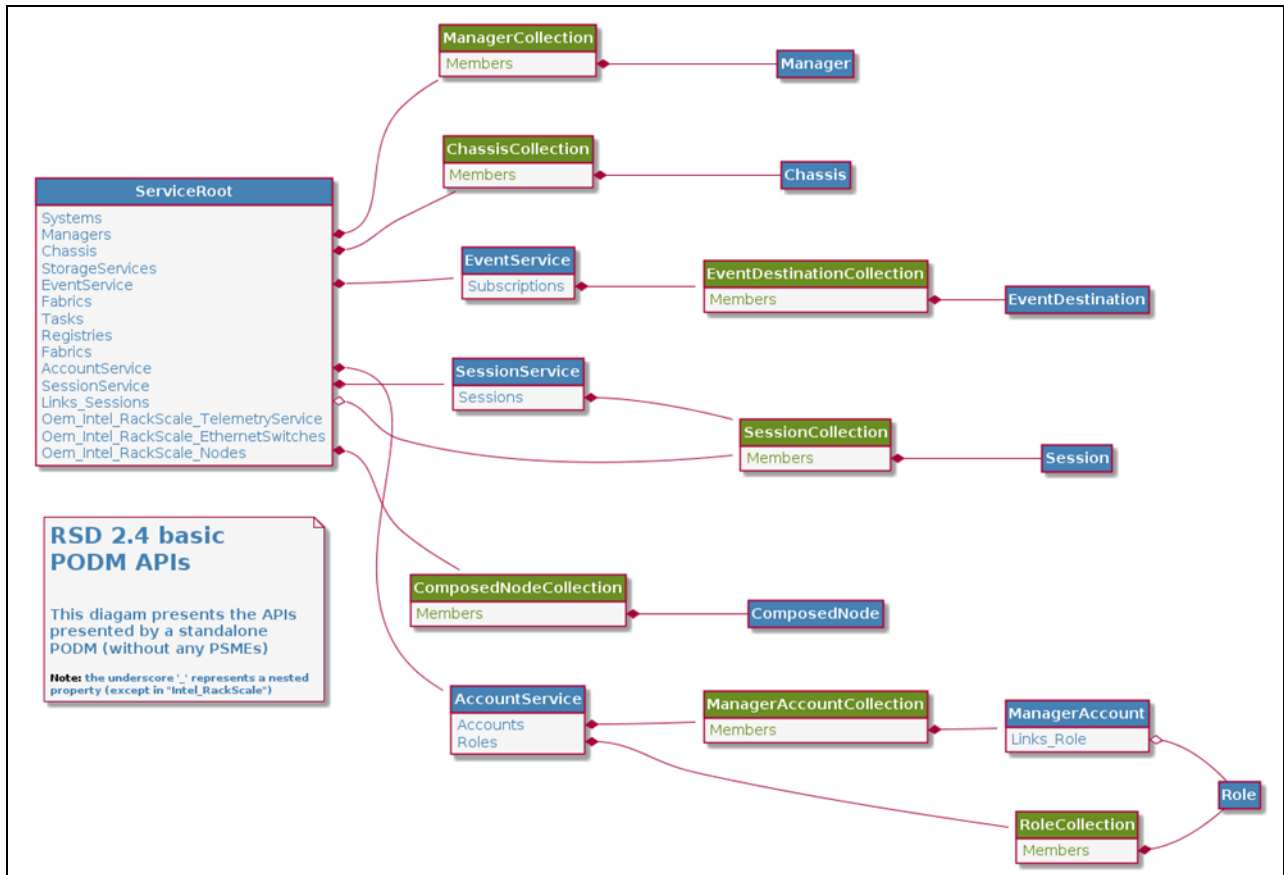 ManagerCollection
Members
Manager
ChassisCollection
Members
Chassis
ServiceRoot
Systems
Managers
Chassis
StorageServices
EventService
Fabrics
Tasks
Registries
Fabrics
AccountService
SessionService
Links_Sessions
Oem_Intel_RackScale_TelemetryService
Oem_Intel_RackScale_EthernetSwitches
Oem_Intel_RackScale_Nodes
EventService
Subscriptions
EventDestinationCollection
Members
EventDestination
SessionService
Sessions
SessionCollection
Members
Session
RSD 2.4 basic
PODM APIs
This diagam presents the APIs
presented by a standalone
PODM (without any PSMEs)
Note: the underscore '_' represents a nested
property (except in "Intel_RackScale")
ComposedNodeCollection
Members
ComposedNode
AccountService
Accounts
Roles
ManagerAccountCollection
Members
ManagerAccount
Links_Role
Role
RoleCollection
Members